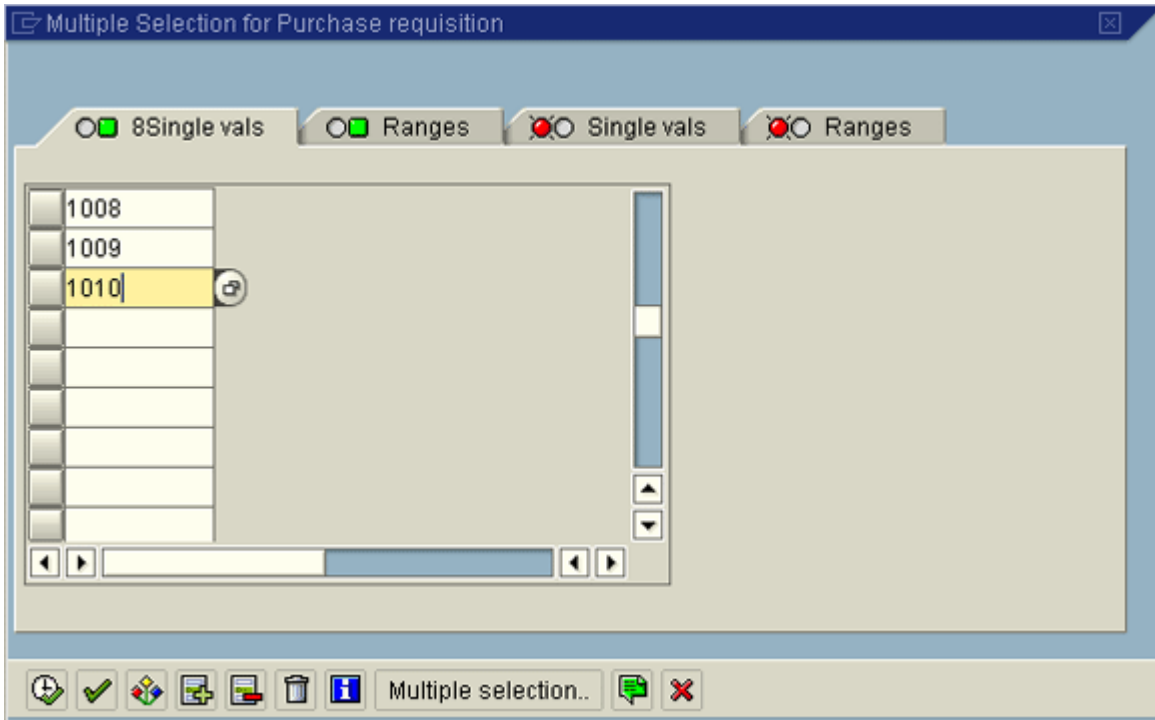 Multiple Selection for Purchase requisition
8Single vals Ranges Single vals Ranges
1008
1009
1010
Multiple selection..